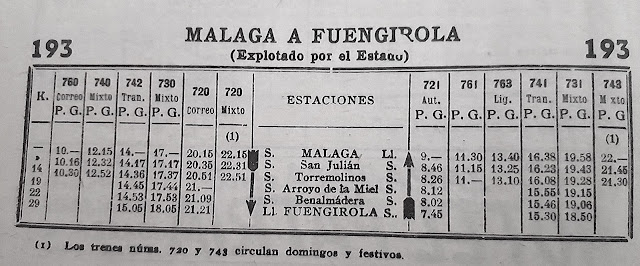 193 MALAGA A FUENGIROLA 193
(Explotado por el Estado)
K. 760 740 742 730 720 720 ESTACIONES 721 761 763 741 731 743
Correo Mixto Tran. Mixto Correo Mixto Aut. Lig. Tran. Mixto Mixto
P. G. P. G. P. G. P. G. P. G. P. G. P. G. P. G. P. G. P. G.
(1) (1)
— 10.— 12.15 14.— 17.— 20.15 22.15 S. MALAGA Ll. 9.— 11.30 13.40 16.38 19.58 22.—
» 10.16 12.32 14.17 17.17 20.35 22.31 S. San Julián S. 8.46 11.15 13.25 16.23 19.43 21.45
14 10.30 12.52 14.36 17.37 20.51 22.51 S. Torremolinos S. 8.26 11.— 13.10 16.08 19.28 21.30
19 14.45 17.44 21.— S. Arroyo de la Miel S. 8.12 15.55 19.15
22 14.53 17.53 21.09 S. Benalmádera S. 8.02 15.46 19.06
29 15.05 18.05 21.21 Ll. FUENGIROLA S.. 7.45 15.30 18.50
(1) Los trenes núms. 720 y 743 circulan domingos y festivos.